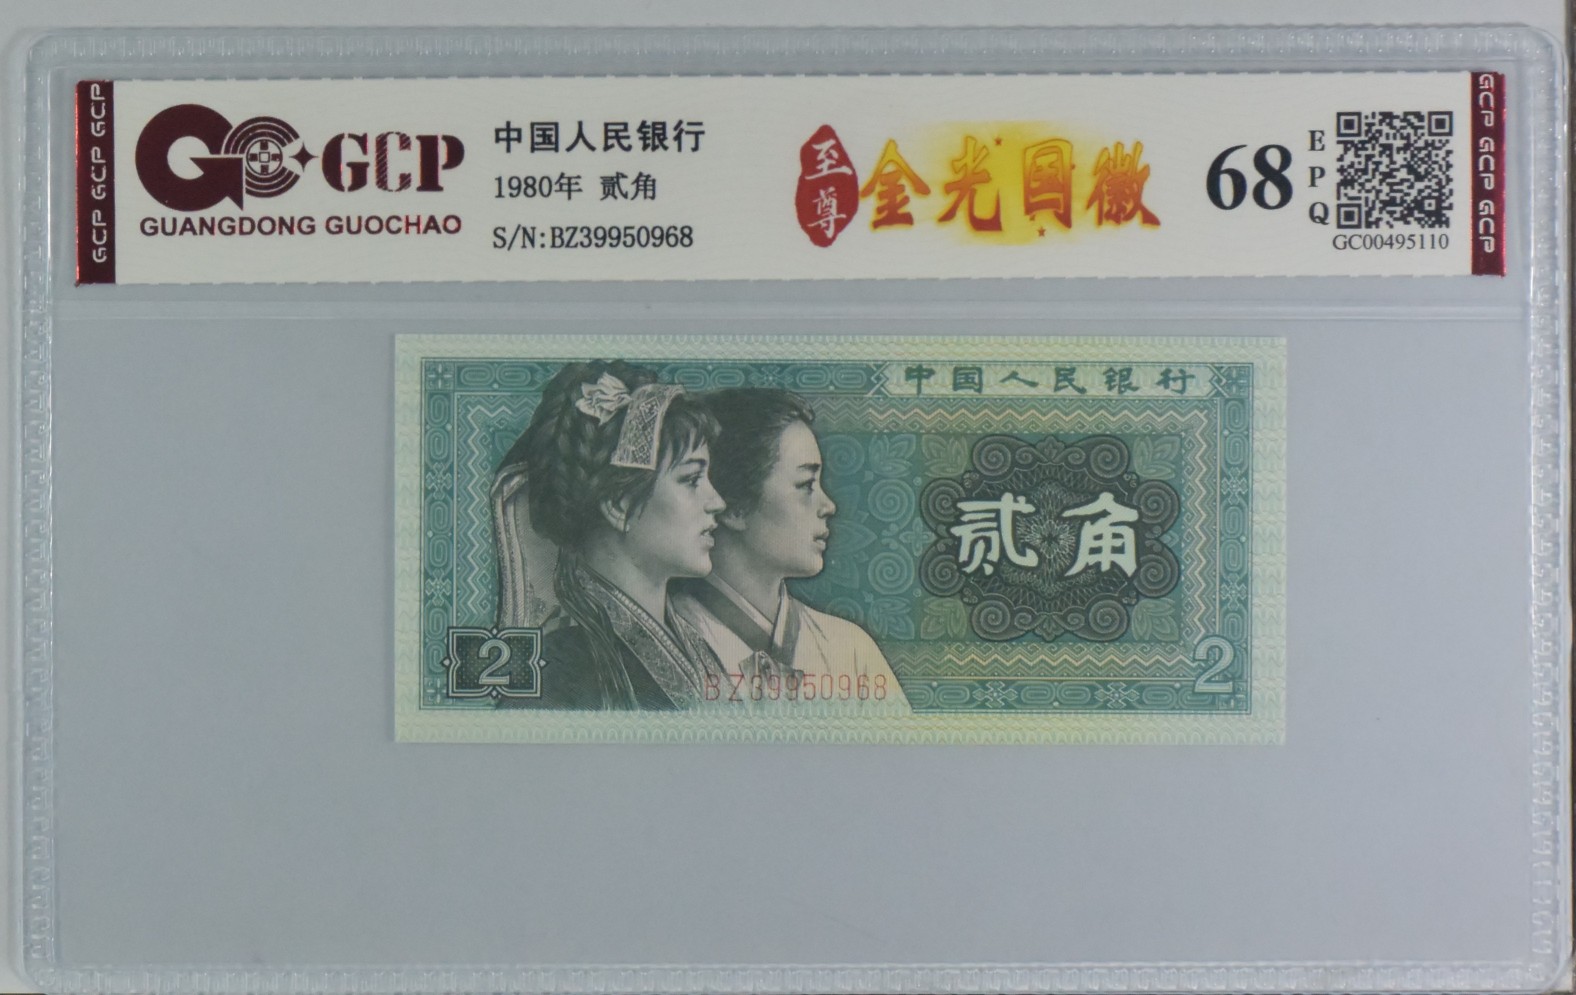 GCP GCP GCP
GCP
GUANGDONG GUOCHAO
中国人民银行
1980年 贰角
S/N:BZ39950968
至尊
金光国徽
68
EPQ
GC00495110
GCP GCP GCP
中国人民银行
贰角
2
BZ39950968
2